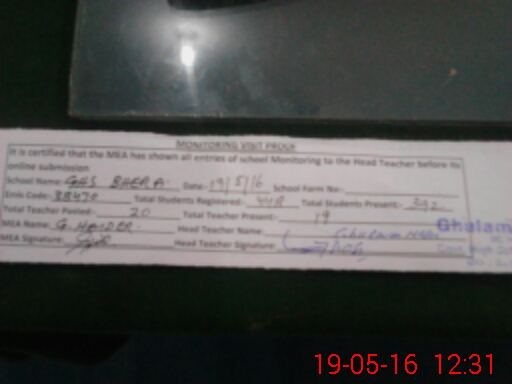 MONITORING VISIT PROOF
It is certified that the MEA has shown all entries of school Monitoring to the Head Teacher before its
online submission
School Name: GHS BHERA Date: 19/5/16 School Form No:
Emis Code: Total Students Registered: 448 Total Students Present:
Total Teacher Posted: 20 Total Teacher Present: 19
MEA Name: G. HAIDER Head Teacher Name: Ghulam
MEA Signature: Head Teacher Signature:
Ghulam
19-05-16 12:31